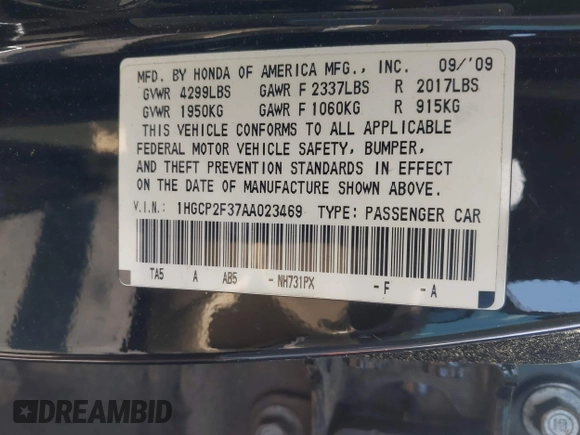 MFD. BY HONDA OF AMERICA MFG., INC. 09/'09
GVWR 4299LBS GAWR F 2337LBS R 2017LBS
GVWR 1950KG GAWR F 1060KG R 915KG
THIS VEHICLE CONFORMS TO ALL APPLICABLE
FEDERAL MOTOR VEHICLE SAFETY, BUMPER,
AND THEFT PREVENTION STANDARDS IN EFFECT
ON THE DATE OF MANUFACTURE SHOWN ABOVE.
V.I.N.: 1HGCP2F37AA023469 TYPE: PASSENGER CAR
TA5 A AB5 - NH731PX - F - A
DREAMBID